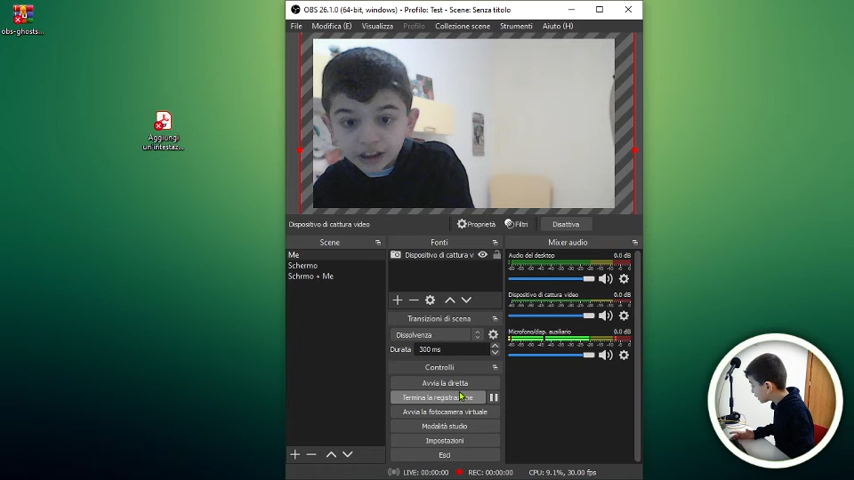 OBS 26.1.0 (64-bit, windows) - Profilo: Test - Scene: Senza titolo
File Modifica (E) Visualizza Profilo Collezione scene Strumenti Aiuto (H)
obs-ghosts...
Aggiungi
un'intestaz...
Dispositivo di cattura video Proprietà Filtri Disattiva
Scene Fonti Mixer audio
Me
Schermo
Schrmo + Me
Dispositivo di cattura v
Transizioni di scena
Dissolvenza
Durata 300 ms
Controlli
Avvia la diretta
Termina la registrazione
Avvia la fotocamera virtuale
Modalità studio
Impostazioni
Esci
Audio del desktop 0.0 dB
Dispositivo di cattura video 0.0 dB
Microfono/disp. auxiliario 0.0 dB
LIVE: 00:00:00 REC: 00:00:00 CPU: 9.1%, 30.00 fps